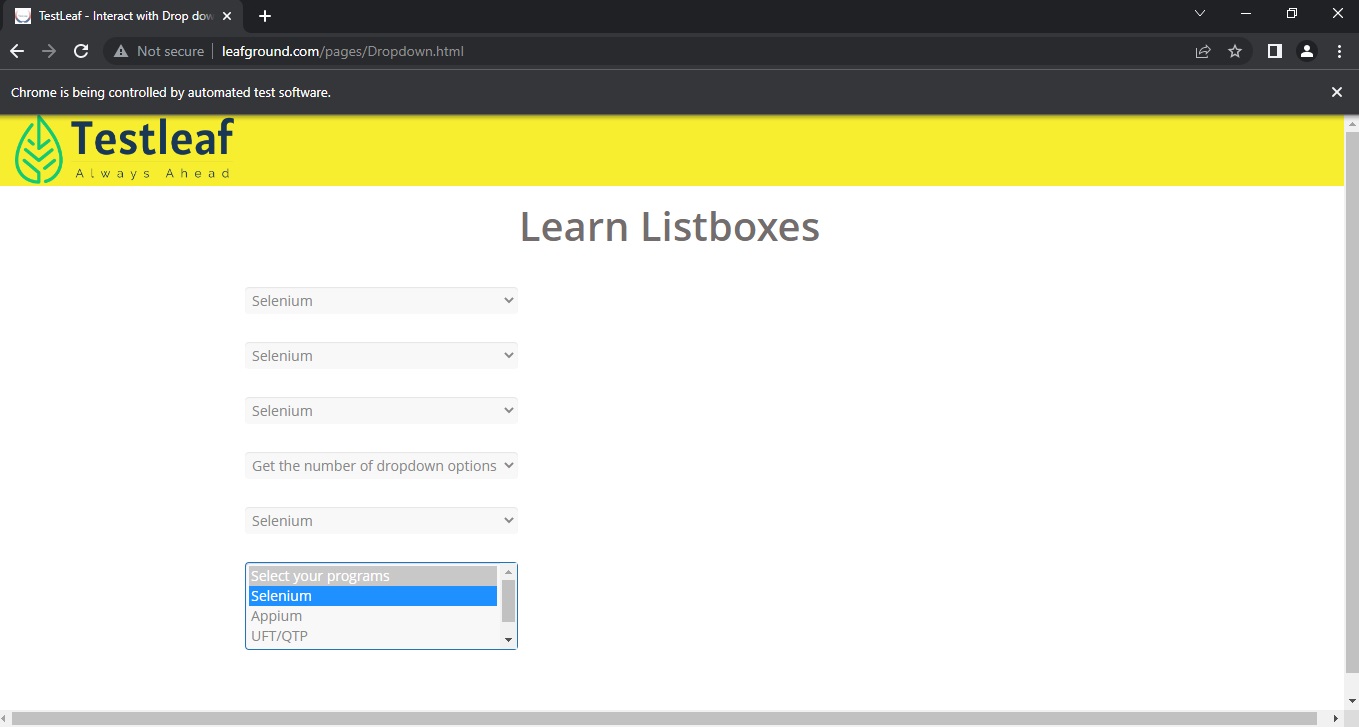 TestLeaf - Interact with Drop dow
Not secure
leafground.com/pages/Dropdown.html
Chrome is being controlled by automated test software.
Testleaf
Always Ahead
Learn Listboxes
Selenium
Selenium
Selenium
Get the number of dropdown options
Selenium
Select your programs
Selenium
Appium
UFT/QTP